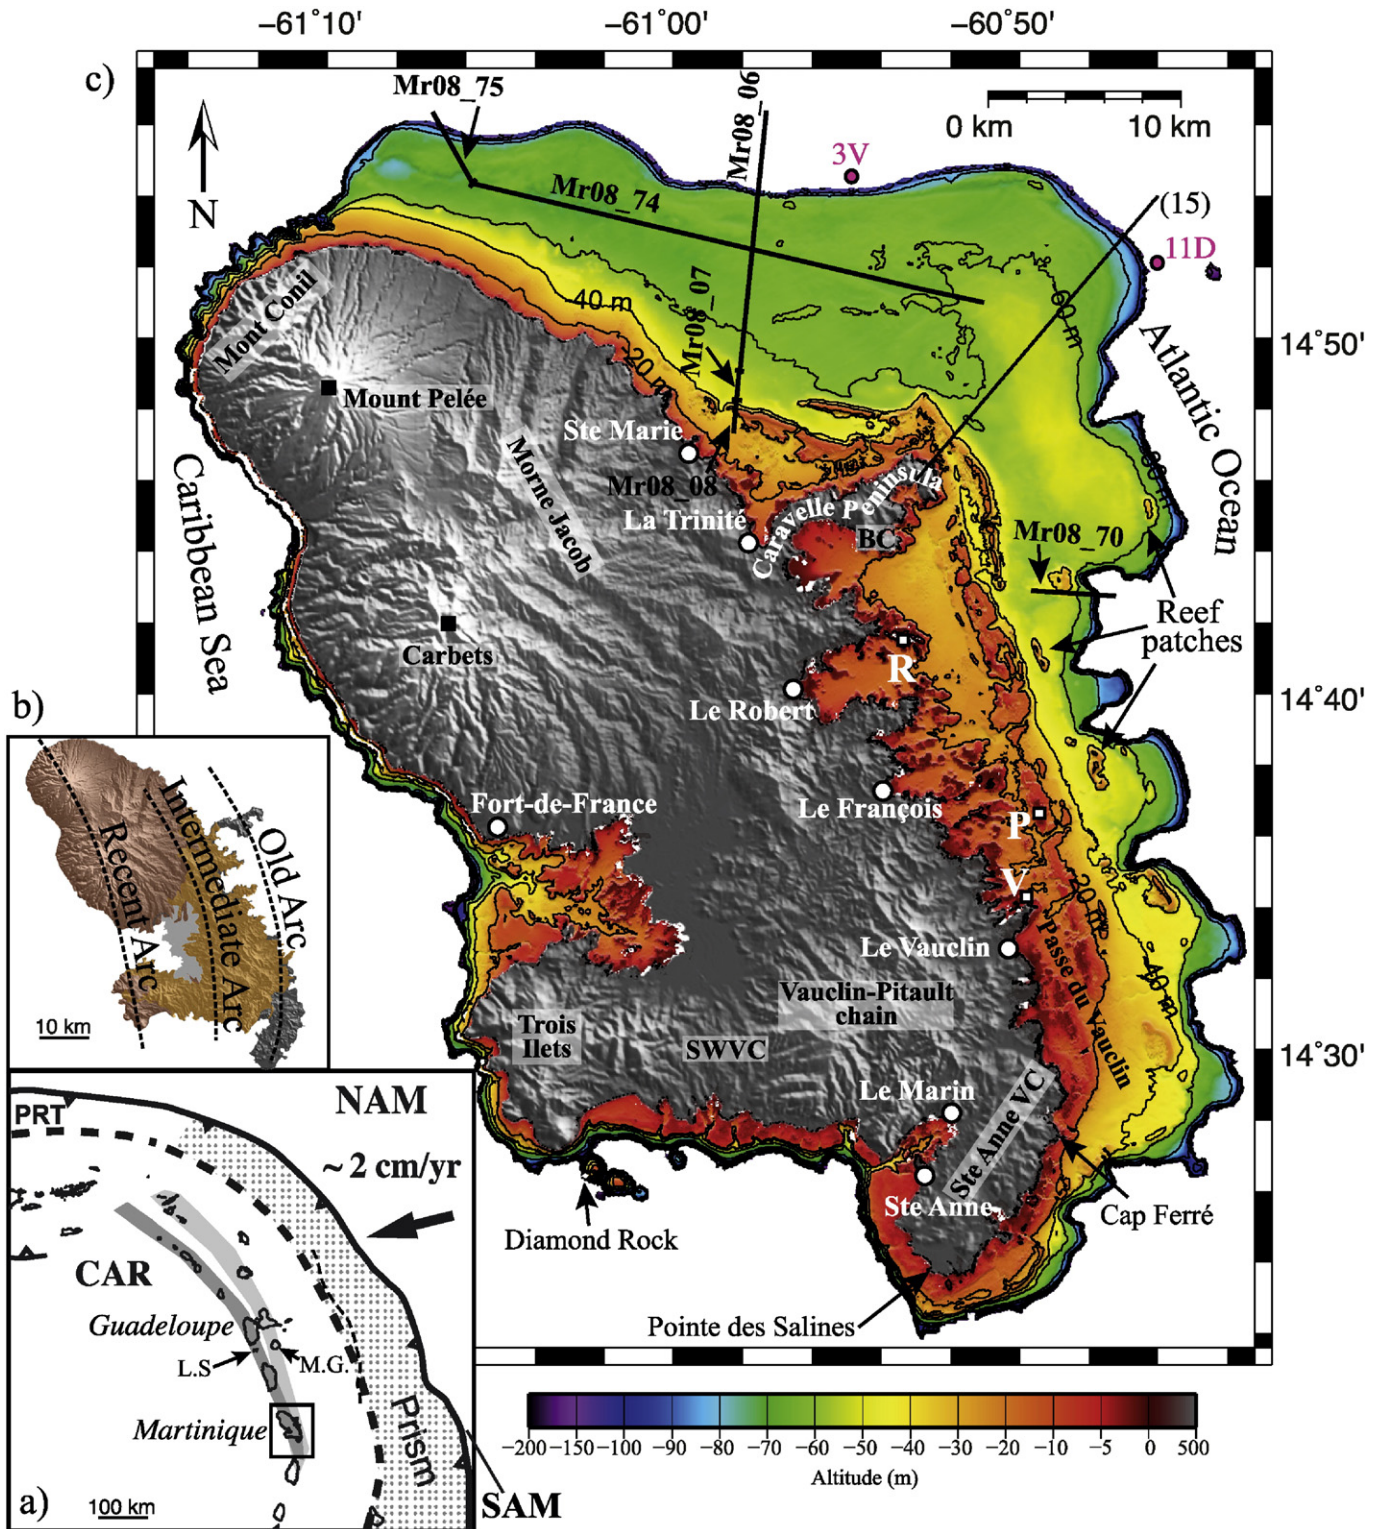 −61˚10'
−61˚00'
−60˚50'
c)
Mr08_75
Mr08_06
0 km
10 km
3V
Mr08_74
(15)
11D
N
Mont Conil
40 m
Mr08_07
60 m
Atlantic Ocean
14˚50'
20 m
Mount Pelée
Ste Marie
Morne Jacob
Mr08_08
Caribbean Sea
La Trinité
Caravelle Peninsula
BC
Mr08_70
Reef
patches
Carbets
R
Le Robert
14˚40'
b)
Recent Arc
Intermediate Arc
Old Arc
10 km
Fort-de-France
Le François
P
V
20 m
Le Vauclin
Passe du Vauclin
40 m
Vauclin-Pitault
chain
Trois
Ilets
SWVC
14˚30'
Le Marin
Ste Anne VC
Ste Anne
Cap Ferré
Diamond Rock
Pointe des Salines
PRT
NAM
~ 2 cm/yr
CAR
Guadeloupe
L.S
M.G.
Martinique
Prism
SAM
a)
100 km
−200 −150 −100 −90 −80 −70 −60 −50 −40 −30 −20 −10 −5 0 500
Altitude (m)